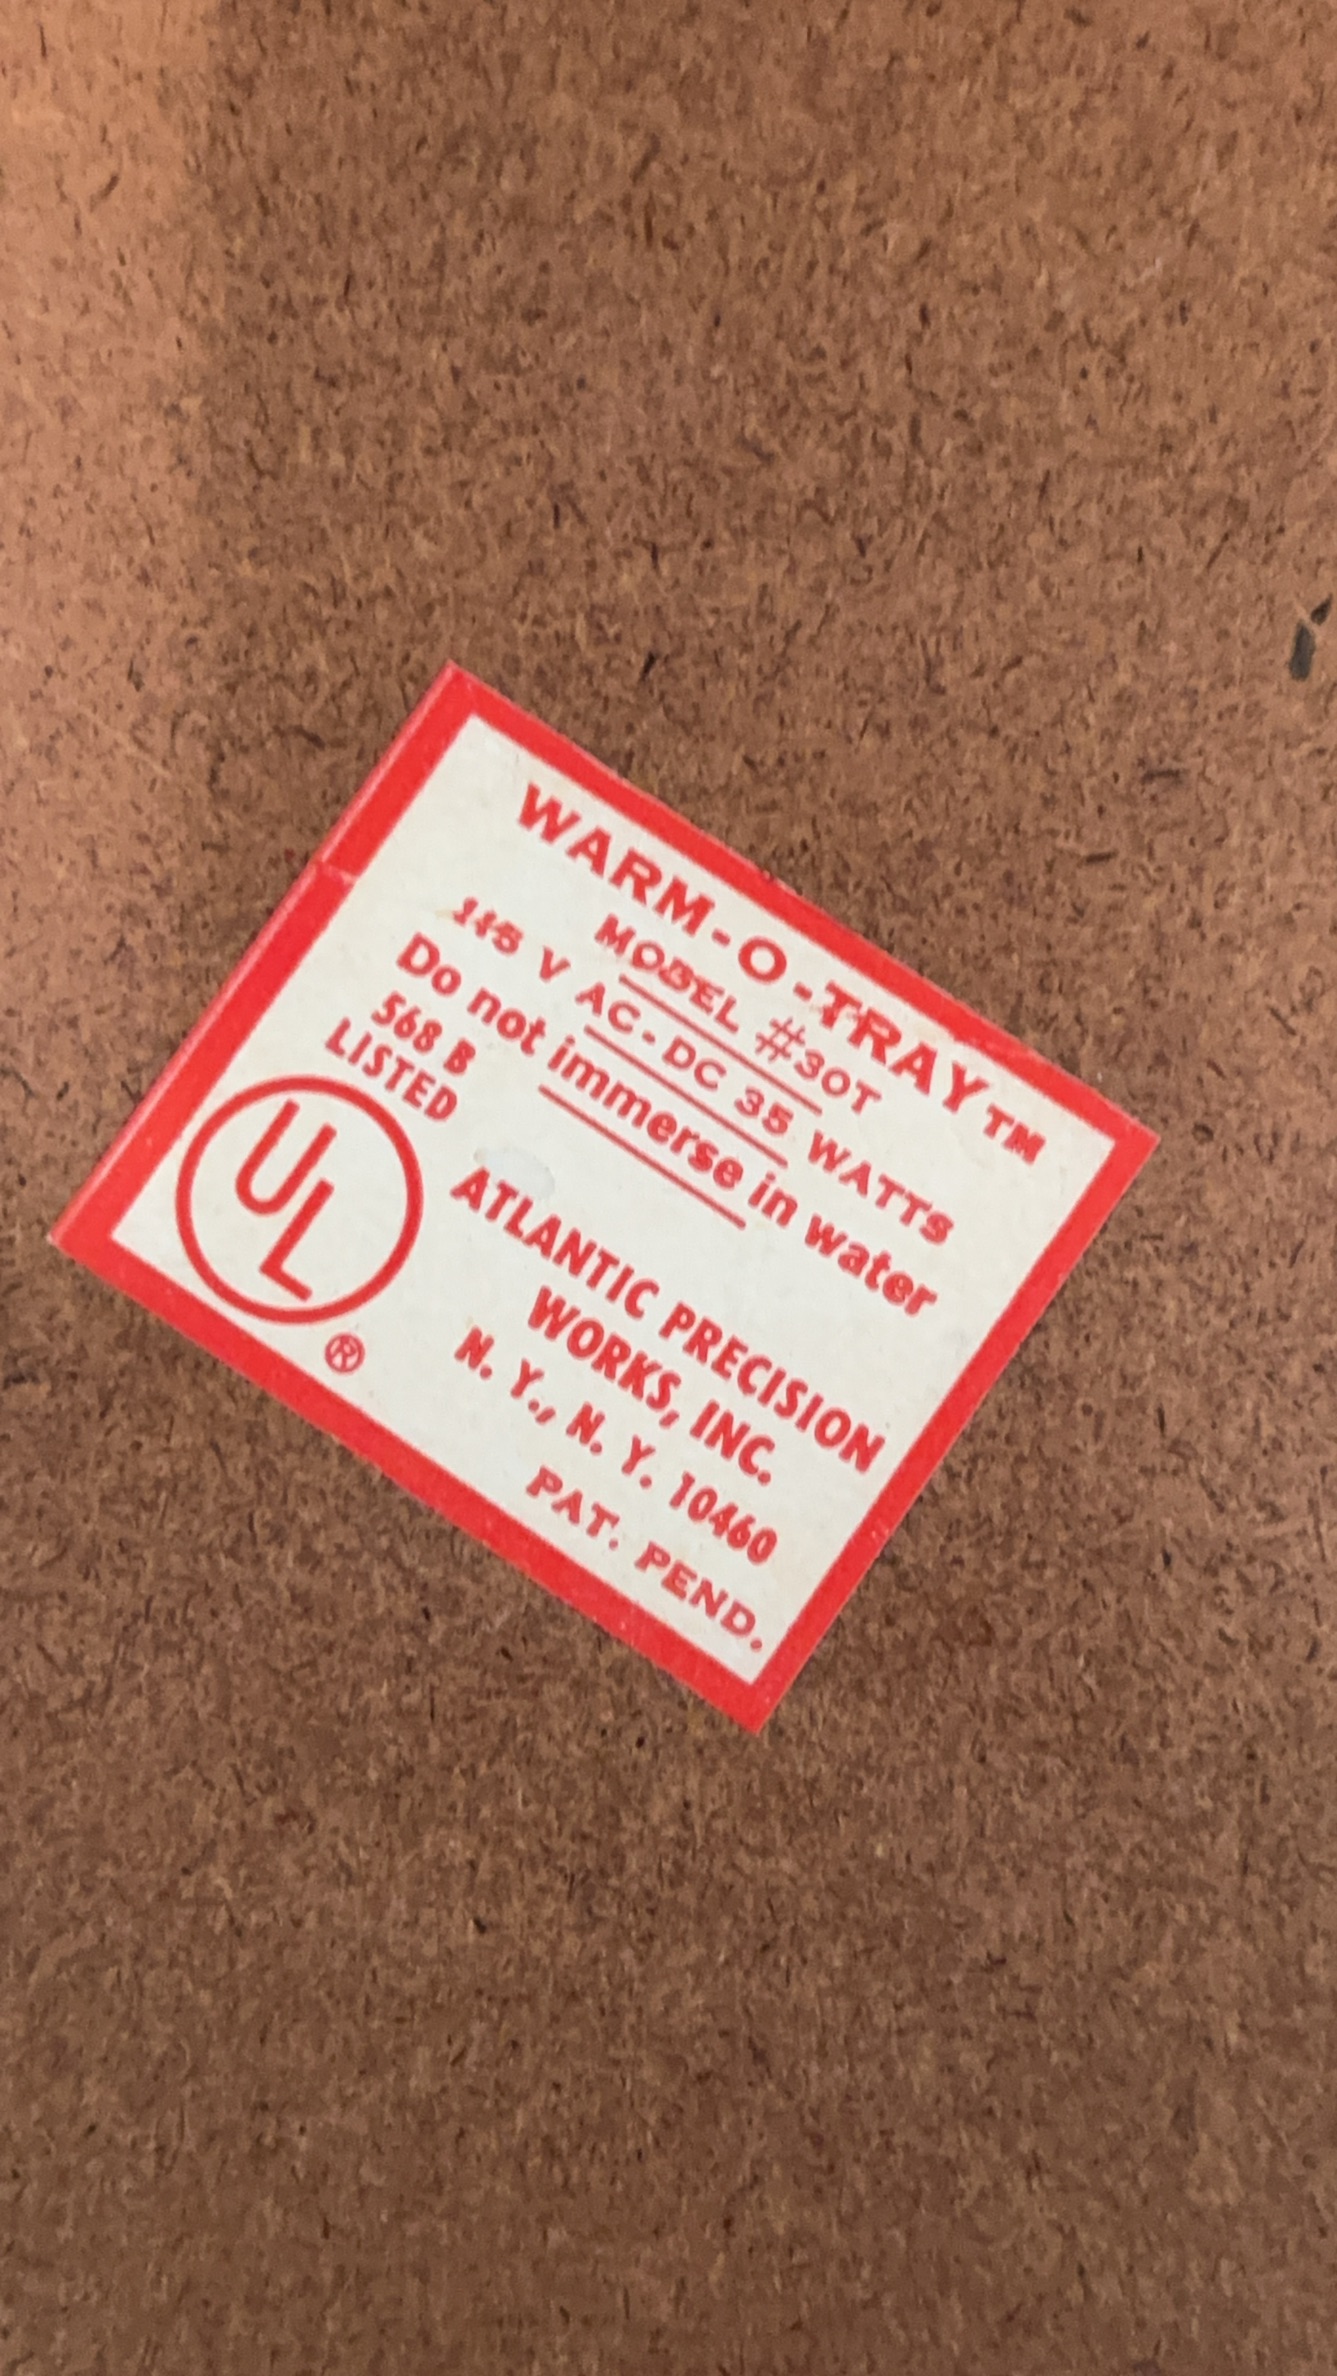 WARM-O-TRAY™
MODEL #30T
115 V AC-DC 35 WATTS
Do not immerse in water
568 B
LISTED
UL
®
ATLANTIC PRECISION
WORKS, INC.
N. Y., N. Y. 10460
PAT. PEND.